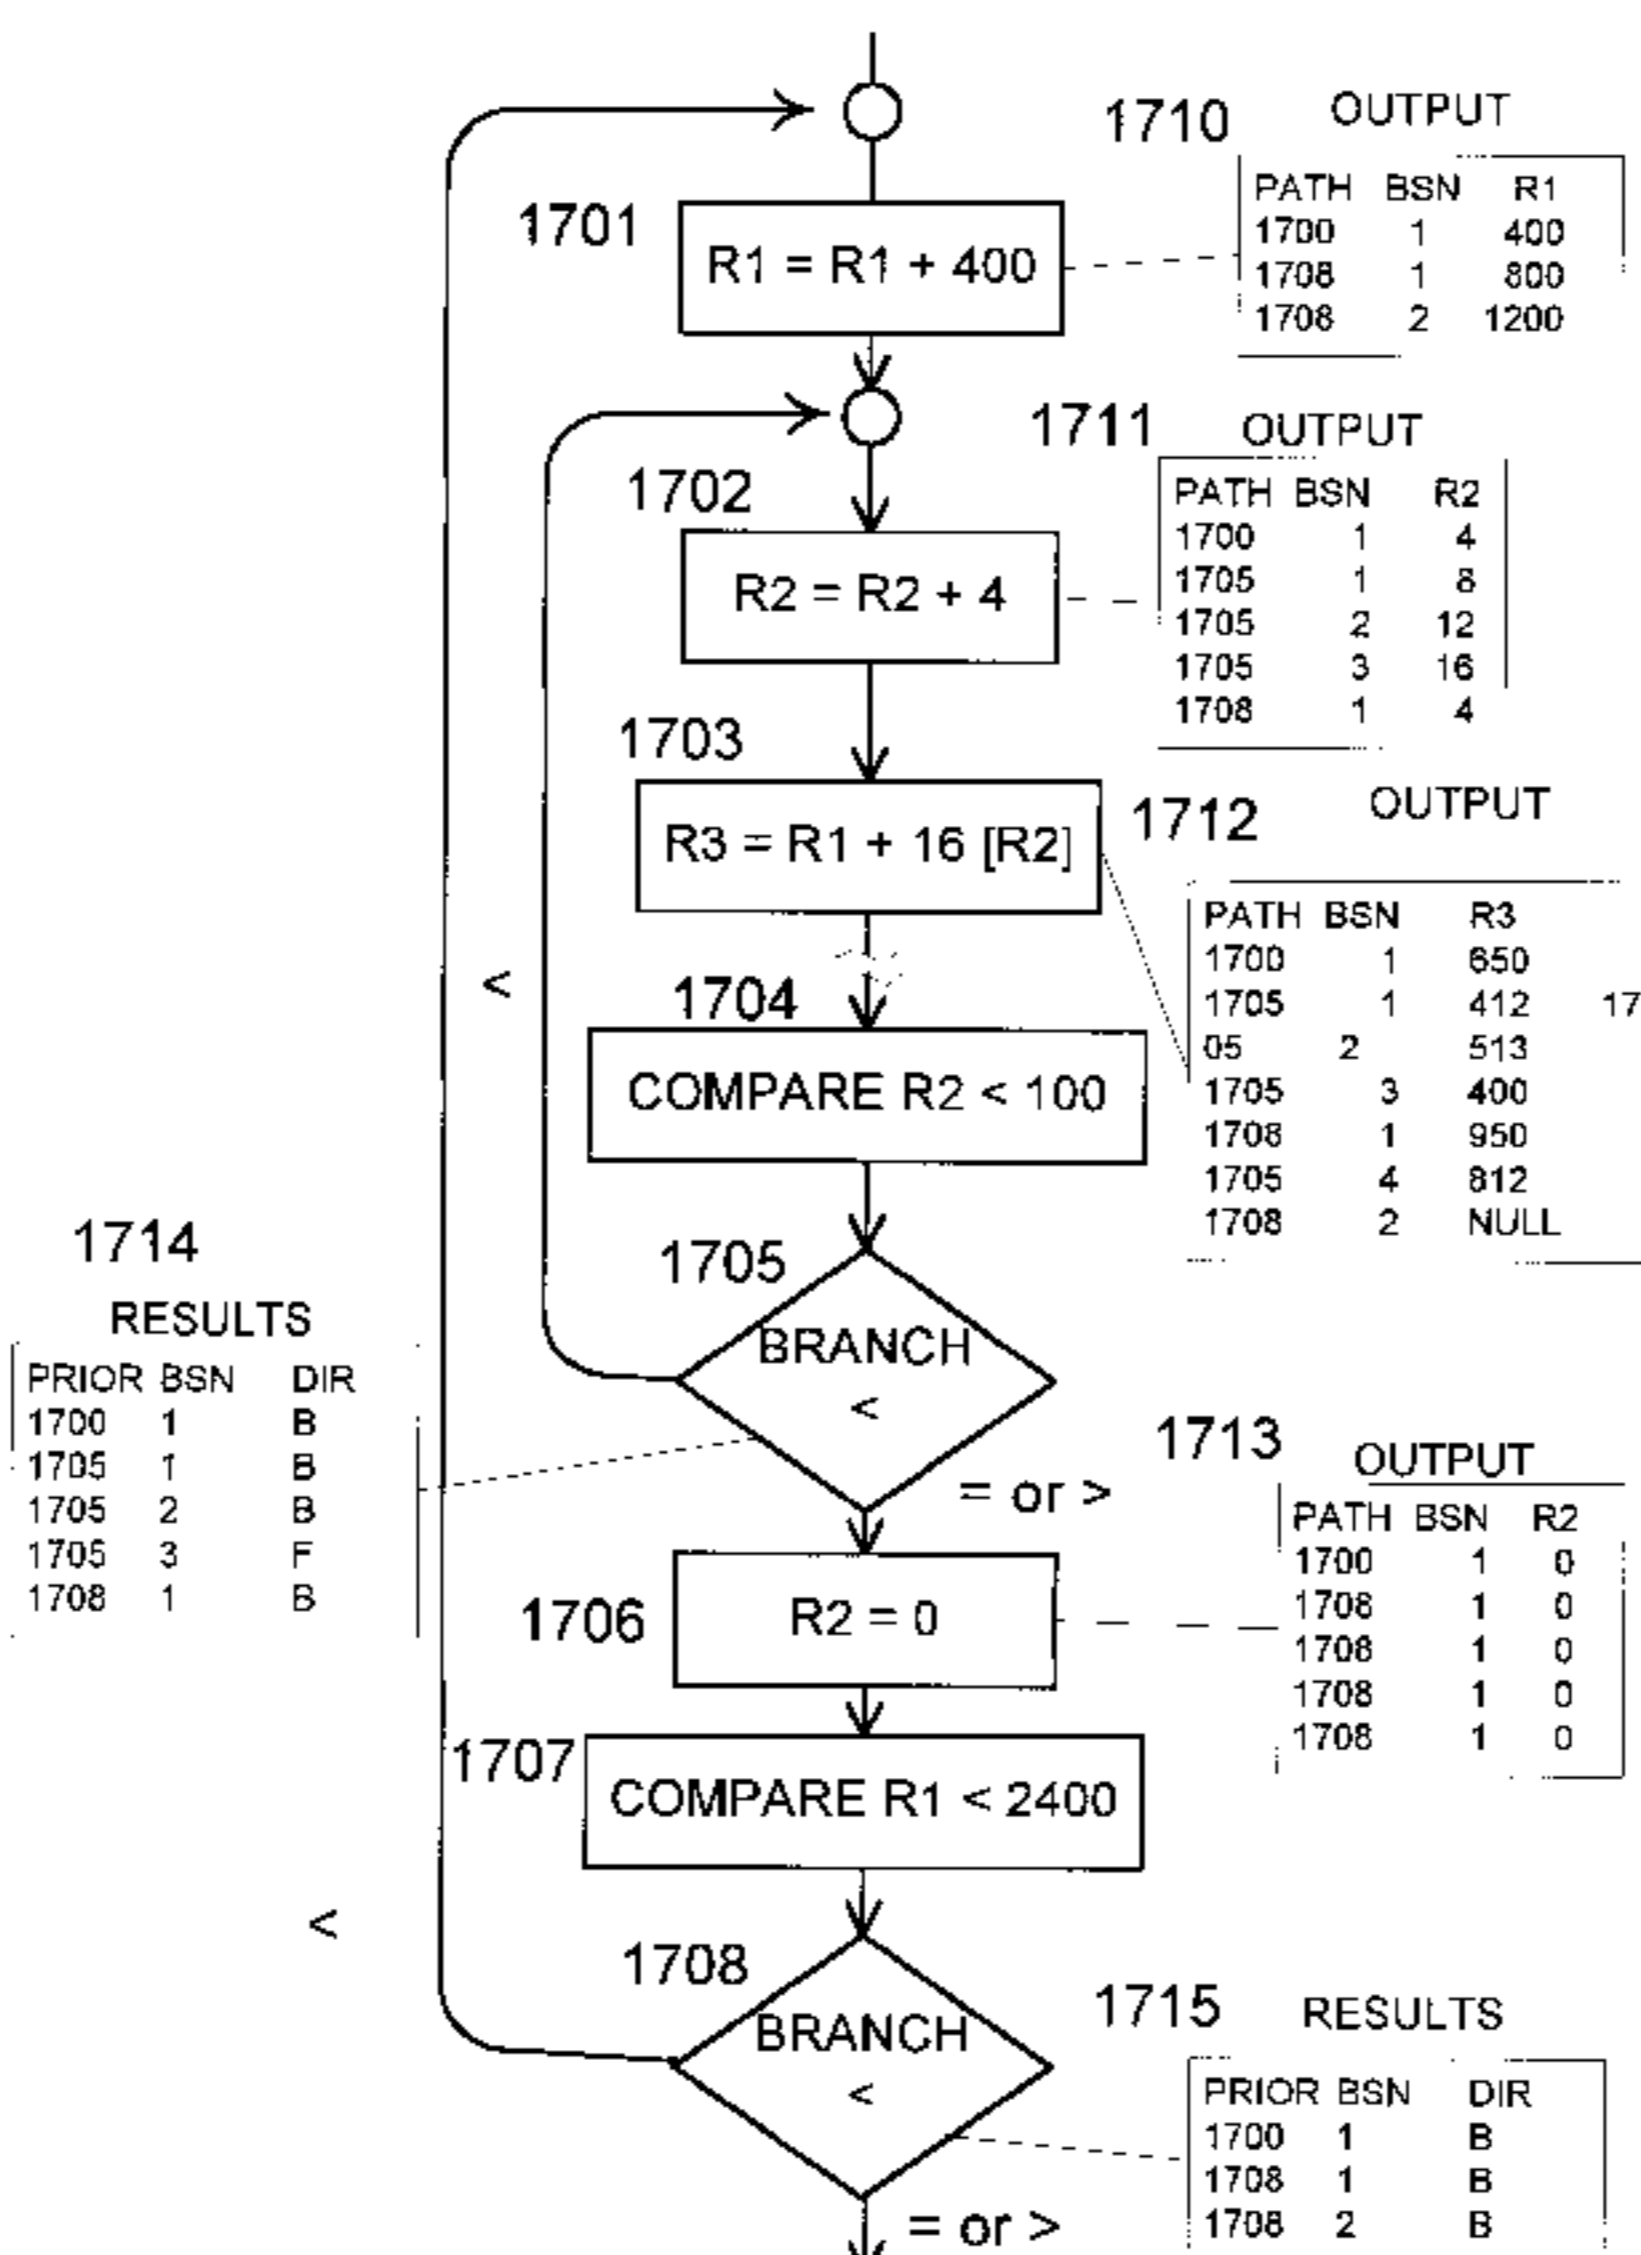 1710 OUTPUT
PATH BSN R1
1700 1 400
1708 1 800
1708 2 1200
1701
R1 = R1 + 400
1711 OUTPUT
PATH BSN R2
1700 1 4
1705 1 8
1705 2 12
1705 3 16
1708 1 4
1702
R2 = R2 + 4
1703
R3 = R1 + 16 [R2]
1712 OUTPUT
PATH BSN R3
1700 1 650
1705 1 412 17
05 2 513
1705 3 400
1708 1 950
1705 4 812
1708 2 NULL
<
1704
COMPARE R2 < 100
1714
RESULTS
PRIOR BSN DIR
1700 1 B
1705 1 B
1705 2 B
1705 3 F
1708 1 B
1705
BRANCH
<
= or >
1713 OUTPUT
PATH BSN R2
1700 1 0
1708 1 0
1708 1 0
1708 1 0
1708 1 0
1706
R2 = 0
1707
COMPARE R1 < 2400
<
1708
BRANCH
<
= or >
1715 RESULTS
PRIOR BSN DIR
1700 1 B
1708 1 B
1708 2 B